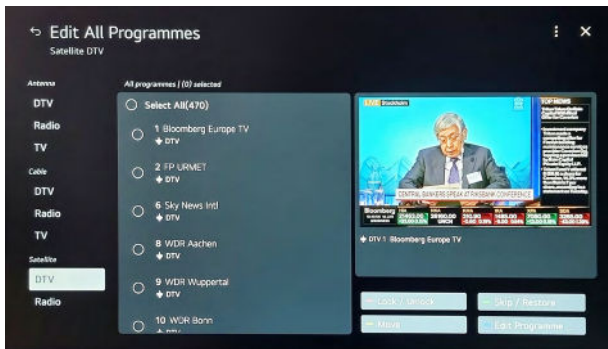 Edit All Programmes
Satellite DTV
Antenna
DTV
Radio
TV
Cable
DTV
Radio
TV
Satellite
DTV
Radio
All programmes | (0) selected
Select All(470)
1 Bloomberg Europe TV
DTV
2 FP URMET
DTV
6 Sky News Intl
DTV
8 WDR Aachen
DTV
9 WDR Wuppertal
DTV
10 WDR Bonn
DTV
LIVE Stockholm
TOP NEWS
CENTRAL BANKERS SPEAK AT RIKSBANK CONFERENCE
Bloomberg
DTV 1 Bloomberg Europe TV
Lock / Unlock
Skip / Restore
Move
Edit Programme